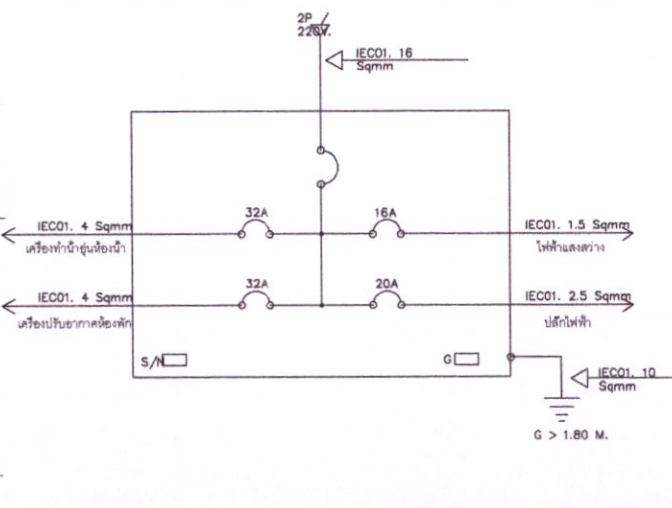 2P
220V.
IEC01. 16
Sqmm
32A
16A
IEC01. 4 Sqmm
IEC01. 1.5 Sqmm
เครื่องทำน้ำอุ่นห้องน้ำ
ไฟฟ้าแสงสว่าง
32A
20A
IEC01. 4 Sqmm
IEC01. 2.5 Sqmm
เครื่องปรับอากาศห้องพัก
ปลั๊กไฟฟ้า
S/N
G
IEC01. 10
Sqmm
G > 1.80 M.